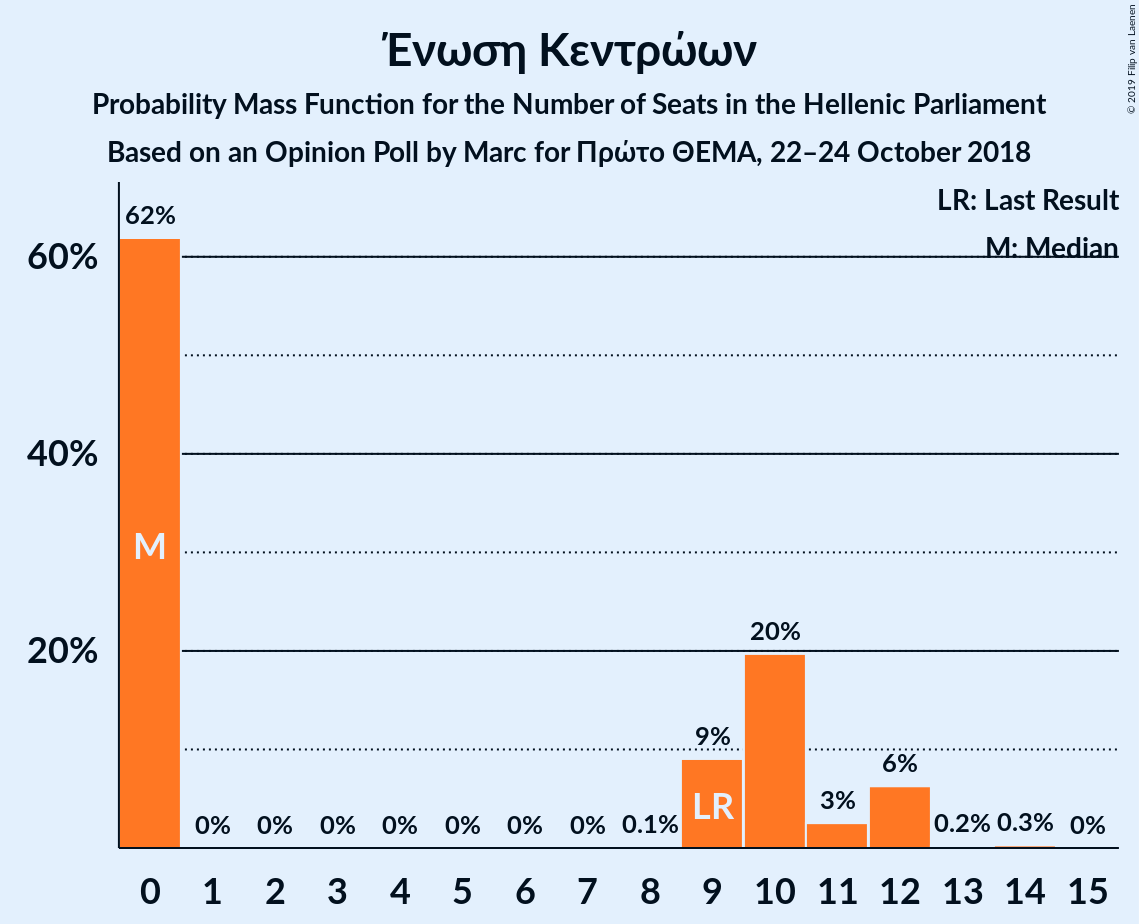 Ένωση Κεντρώων
Probability Mass Function for the Number of Seats in the Hellenic Parliament
Based on an Opinion Poll by Marc for Πρώτο ΘΕΜΑ, 22–24 October 2018
© 2019 Filip van Laenen
LR: Last Result
M: Median
60%
40%
20%
62%
0%
0%
0%
0%
0%
0%
0%
0.1%
9%
20%
3%
6%
0.2%
0.3%
0%
M
LR
0 1 2 3 4 5 6 7 8 9 10 11 12 13 14 15